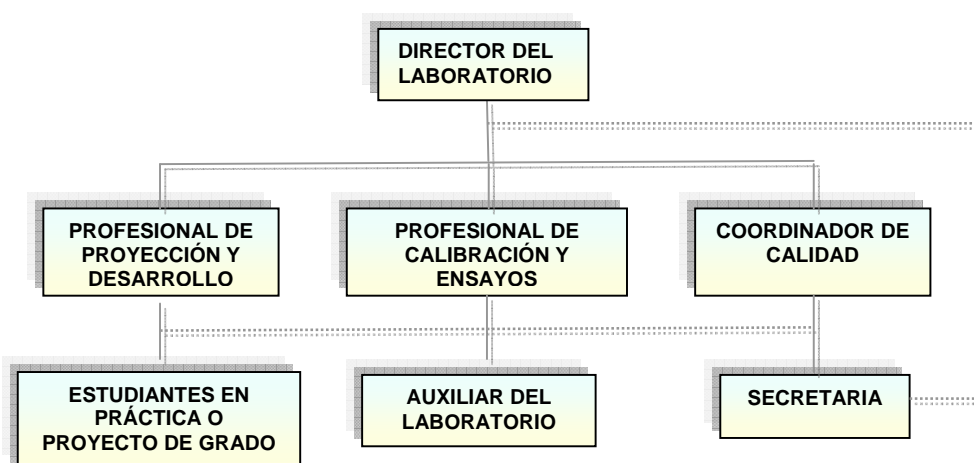 DIRECTOR DEL
LABORATORIO
PROFESIONAL DE
PROYECCIÓN Y
DESARROLLO
PROFESIONAL DE
CALIBRACIÓN Y
ENSAYOS
COORDINADOR DE
CALIDAD
ESTUDIANTES EN
PRÁCTICA O
PROYECTO DE GRADO
AUXILIAR DEL
LABORATORIO
SECRETARIA